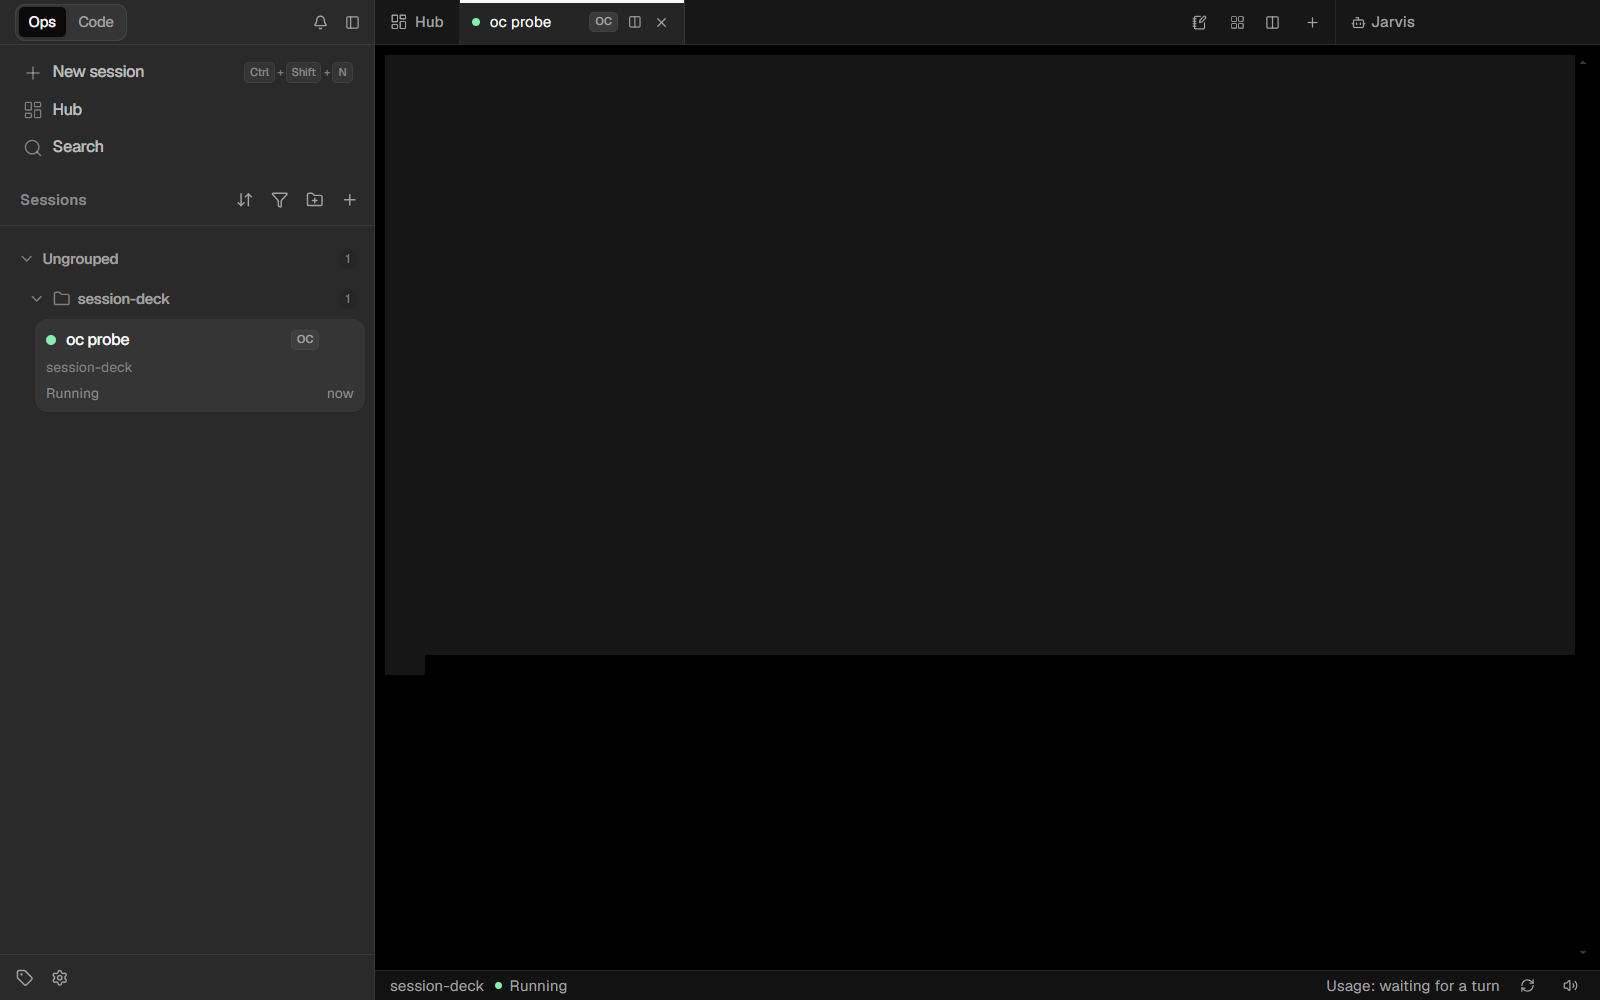 Ops Code
New session Ctrl + Shift + N
Hub
Search
Sessions
Ungrouped 1
session-deck 1
oc probe OC
session-deck
Running now
Hub oc probe OC
Jarvis
session-deck Running
Usage: waiting for a turn